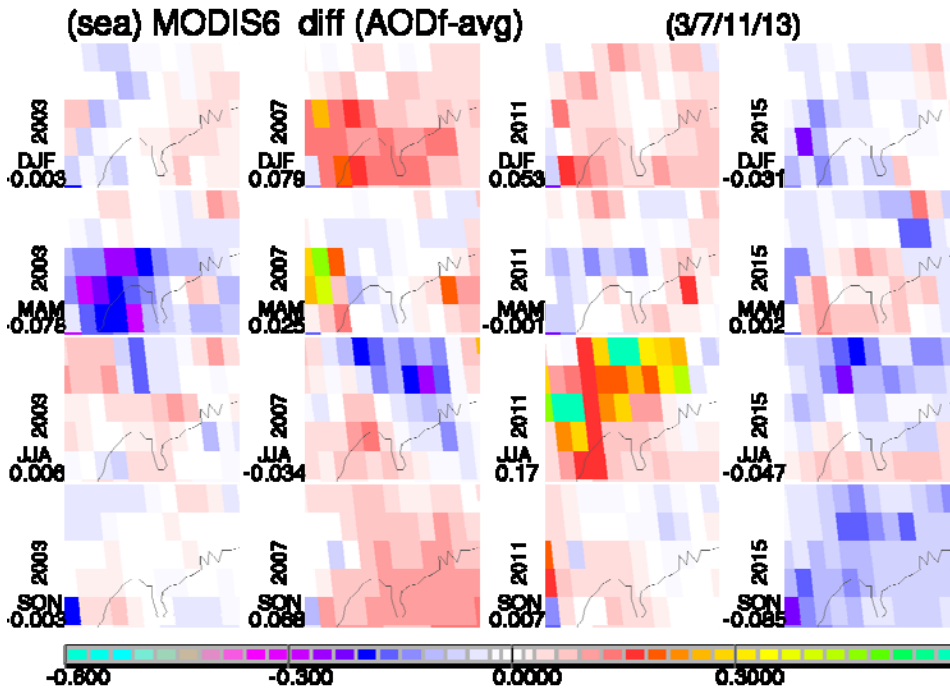 (sea) MODIS6 diff (AODf-avg) (3/7/11/13)
2003 DJF -0.003
2007 DJF 0.079
2011 DJF 0.053
2015 DJF -0.031
2003 MAM -0.078
2007 MAM 0.025
2011 MAM -0.001
2015 MAM 0.002
2003 JJA 0.006
2007 JJA -0.034
2011 JJA 0.17
2015 JJA -0.047
2003 SON -0.003
2007 SON 0.088
2011 SON 0.007
2015 SON -0.085
-0.600 -0.300 0.0000 0.3000